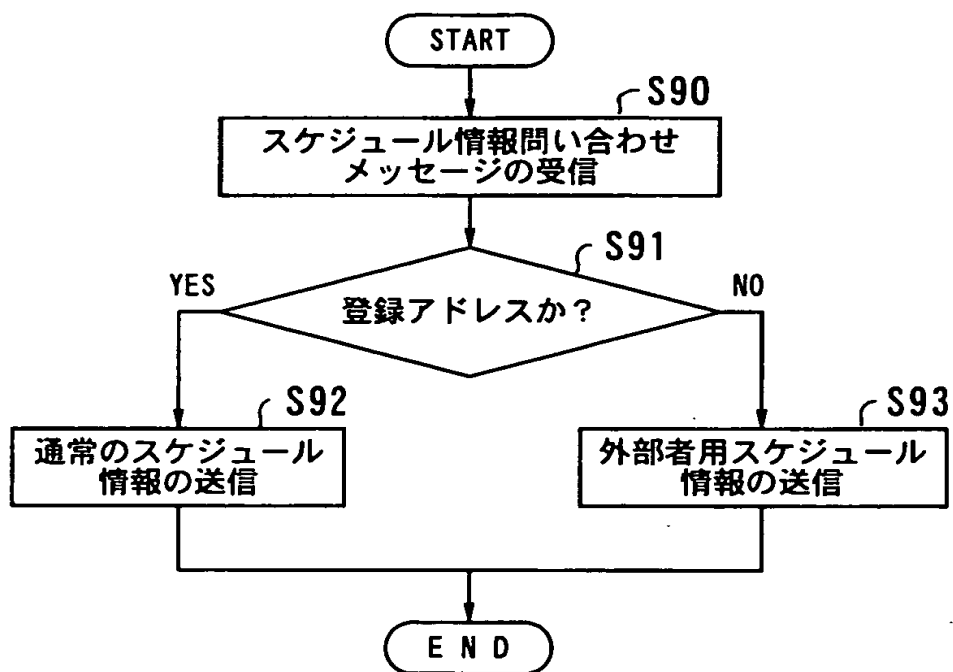 START
S90
スケジュール情報問い合わせ
メッセージの受信
S91
YES
登録アドレスか?
NO
S92
通常のスケジュール
情報の送信
S93
外部者用スケジュール
情報の送信
END